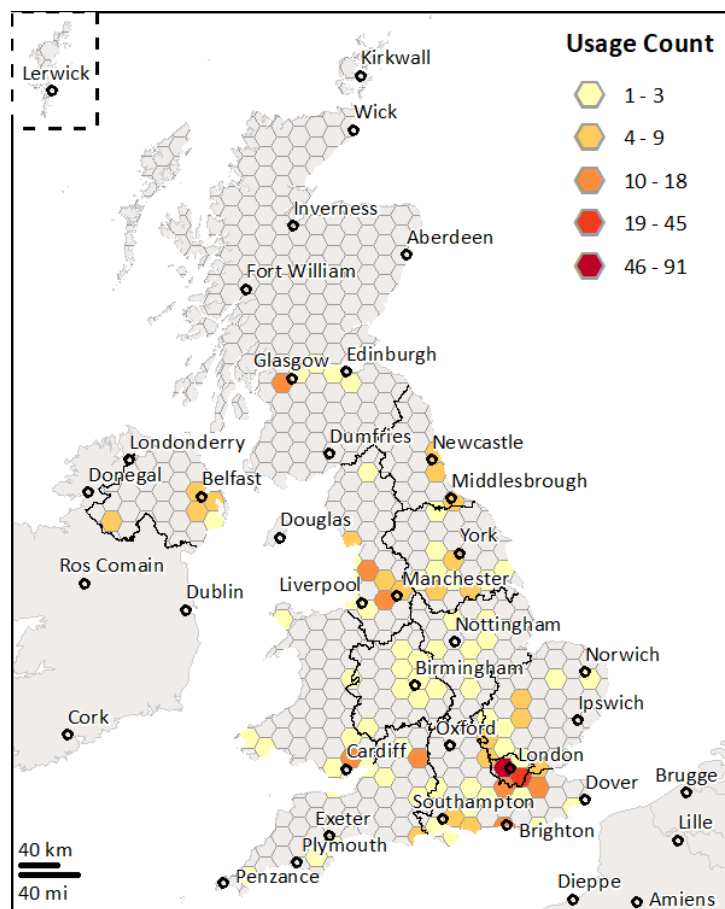 Usage Count
1 - 3
4 - 9
10 - 18
19 - 45
46 - 91
Lerwick
Kirkwall
Wick
Inverness
Aberdeen
Fort William
Glasgow
Edinburgh
Dumfries
Newcastle
Londonderry
Donegal
Belfast
Middlesbrough
Douglas
York
Ros Comain
Dublin
Liverpool
Manchester
Nottingham
Norwich
Birmingham
Ipswich
Cork
Oxford
Cardiff
London
Dover
Brugge
Southampton
Exeter
Brighton
Lille
Plymouth
Penzance
Dieppe
Amiens
40 km
40 mi